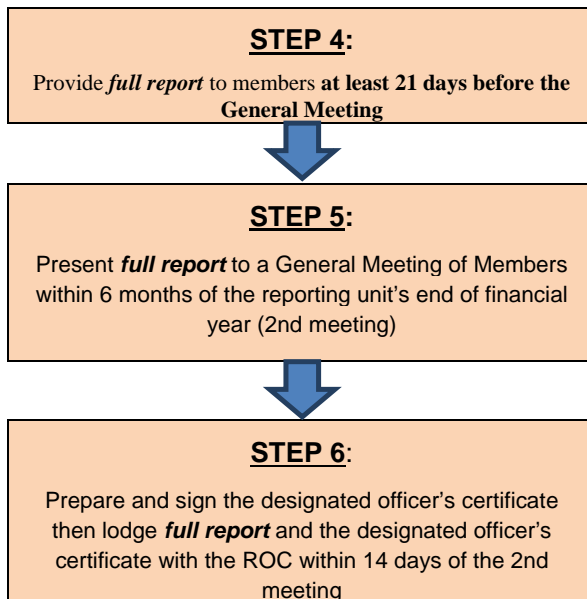 STEP 4:
Provide full report to members at least 21 days before the
General Meeting
STEP 5:
Present full report to a General Meeting of Members
within 6 months of the reporting unit's end of financial
year (2nd meeting)
STEP 6:
Prepare and sign the designated officer's certificate
then lodge full report and the designated officer's
certificate with the ROC within 14 days of the 2nd
meeting